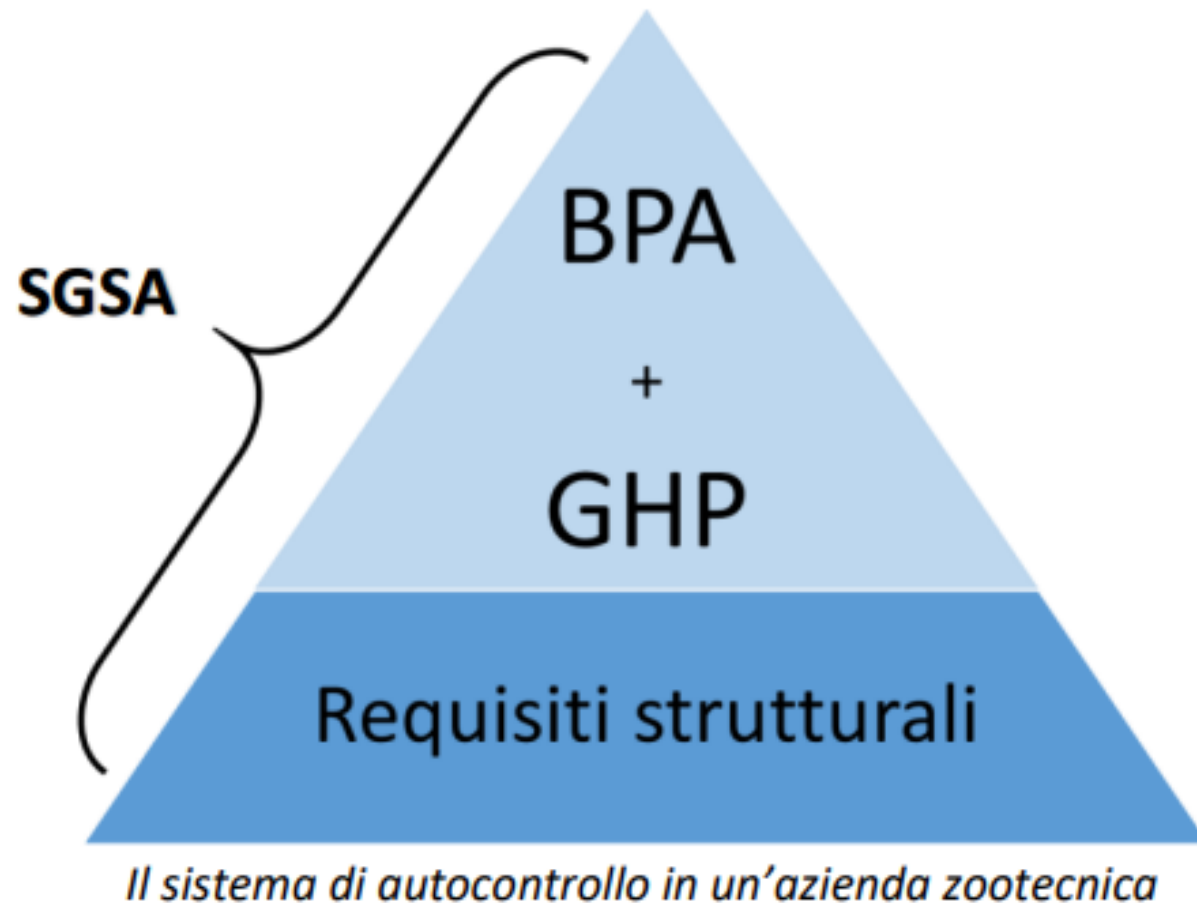 BPA
+
GHP
SGSA
Requisiti strutturali
Il sistema di autocontrollo in un’azienda zootecnica